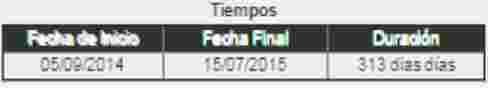 Tiempos
Fecha de Inicio Fecha Final Duración
05/09/2014 15/07/2015 313 días días